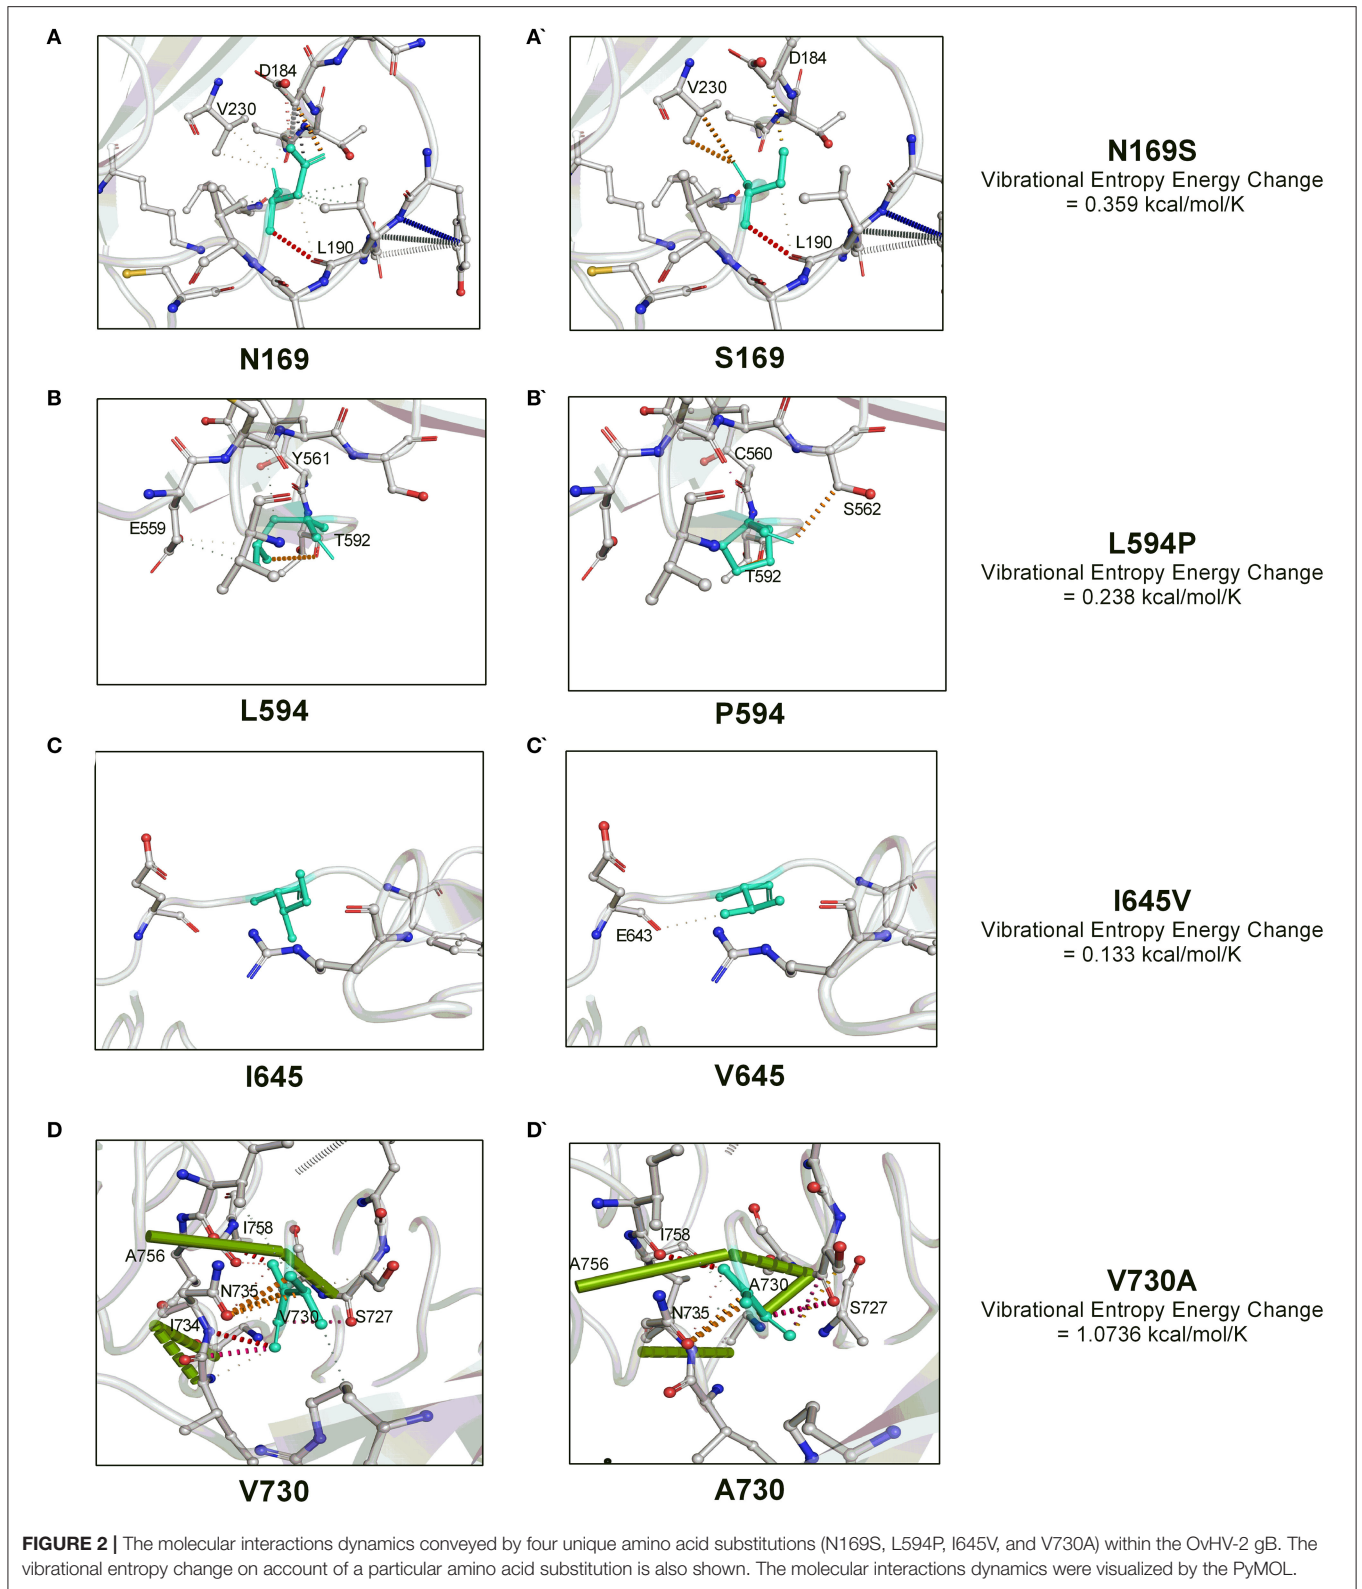 A
D184
V230
L190
N169
A`
D184
V230
L190
S169
N169S
Vibrational Entropy Energy Change
= 0.359 kcal/mol/K
B
Y561
E559
T592
L594
B`
C560
S562
T592
P594
L594P
Vibrational Entropy Energy Change
= 0.238 kcal/mol/K
C
I645
C`
E643
V645
I645V
Vibrational Entropy Energy Change
= 0.133 kcal/mol/K
D
I758
A756
N735
V730
S727
I734
V730
D`
I758
A756
A730
N735
S727
A730
V730A
Vibrational Entropy Energy Change
= 1.0736 kcal/mol/K
FIGURE 2 | The molecular interactions dynamics conveyed by four unique amino acid substitutions (N169S, L594P, I645V, and V730A) within the OvHV-2 gB. The
vibrational entropy change on account of a particular amino acid substitution is also shown. The molecular interactions dynamics were visualized by the PyMOL.